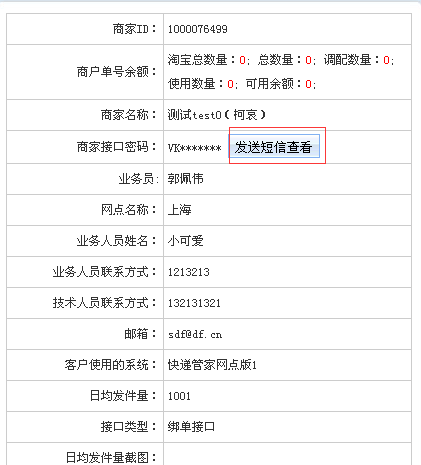 商家ID： 1000076499
商户单号余额： 淘宝总数量：0; 总数量：0; 调配数量：0;
使用数量：0; 可用余额：0;
商家名称： 测试test0(柯哀)
商家接口密码： VK******* 发送短信查看
业务员: 郭佩伟
网点名称： 上海
业务人员姓名： 小可爱
业务人员联系方式： 1213213
技术人员联系方式： 132131321
邮箱： sdf@df.cn
客户使用的系统： 快递管家网点版1
日均发件量： 1001
接口类型： 绑单接口
日均发件量截图：